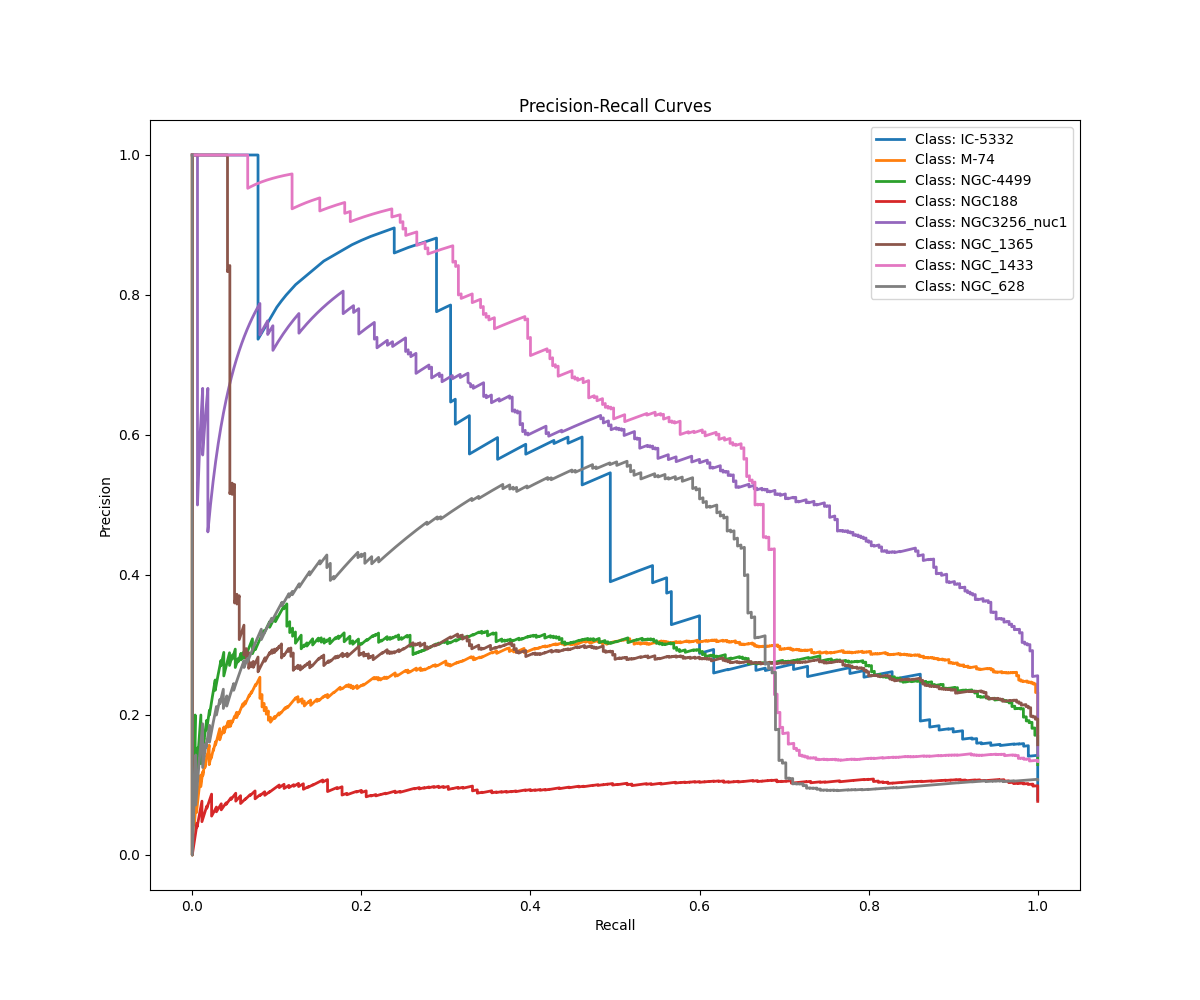 Precision-Recall Curves
Class: IC-5332
Class: M-74
Class: NGC-4499
Class: NGC188
Class: NGC3256_nuc1
Class: NGC_1365
Class: NGC_1433
Class: NGC_628
1.0
0.8
0.6
0.4
0.2
0.0
Precision
0.0 0.2 0.4 0.6 0.8 1.0
Recall